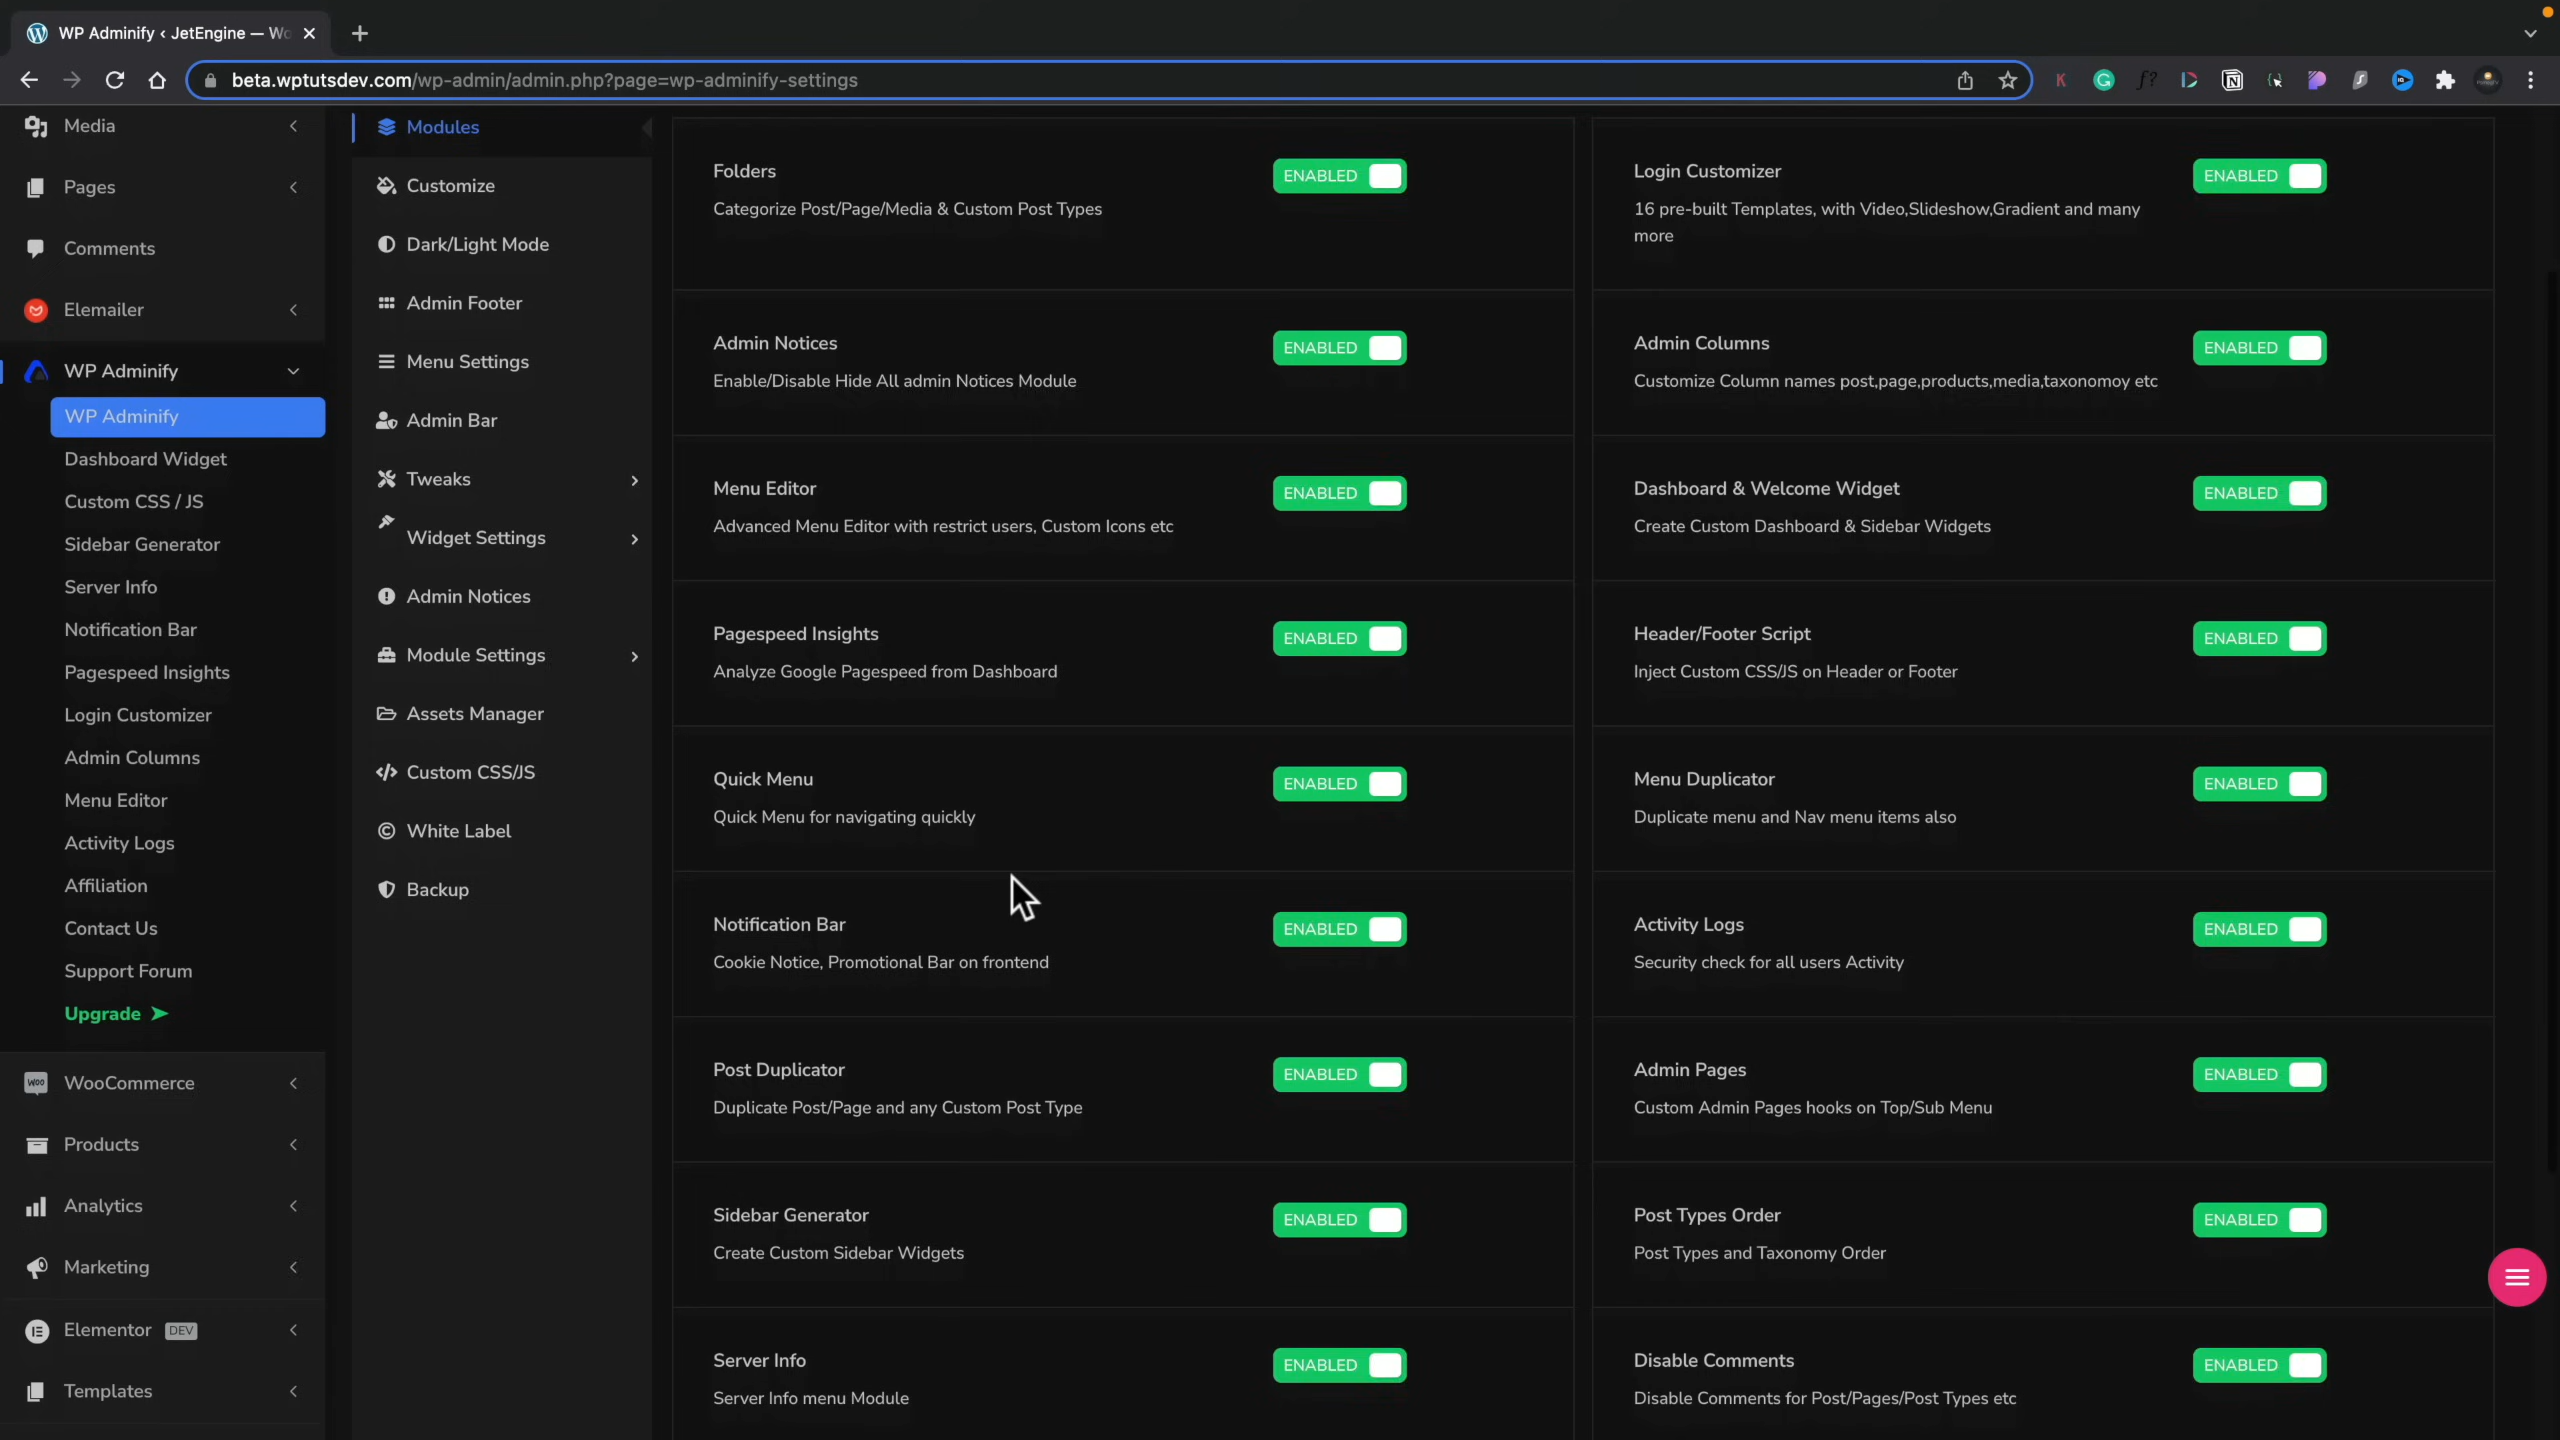 WP Adminify ‹ JetEngine — Wo
beta.wptutsdev.com/wp-admin/admin.php?page=wp-adminify-settings
Media
Pages
Comments
Elemailer
WP Adminify
WP Adminify
Dashboard Widget
Custom CSS / JS
Sidebar Generator
Server Info
Notification Bar
Pagespeed Insights
Login Customizer
Admin Columns
Menu Editor
Activity Logs
Affiliation
Contact Us
Support Forum
Upgrade
WooCommerce
Products
Analytics
Marketing
Elementor DEV
Templates
Modules
Customize
Dark/Light Mode
Admin Footer
Menu Settings
Admin Bar
Tweaks
Widget Settings
Admin Notices
Module Settings
Assets Manager
Custom CSS/JS
White Label
Backup
Folders ENABLED
Categorize Post/Page/Media & Custom Post Types
Login Customizer ENABLED
16 pre-built Templates, with Video,Slideshow,Gradient and many
more
Admin Notices ENABLED
Enable/Disable Hide All admin Notices Module
Admin Columns ENABLED
Customize Column names post,page,products,media,taxonomoy etc
Menu Editor ENABLED
Advanced Menu Editor with restrict users, Custom Icons etc
Dashboard & Welcome Widget ENABLED
Create Custom Dashboard & Sidebar Widgets
Pagespeed Insights ENABLED
Analyze Google Pagespeed from Dashboard
Header/Footer Script ENABLED
Inject Custom CSS/JS on Header or Footer
Quick Menu ENABLED
Quick Menu for navigating quickly
Menu Duplicator ENABLED
Duplicate menu and Nav menu items also
Notification Bar ENABLED
Cookie Notice, Promotional Bar on frontend
Activity Logs ENABLED
Security check for all users Activity
Post Duplicator ENABLED
Duplicate Post/Page and any Custom Post Type
Admin Pages ENABLED
Custom Admin Pages hooks on Top/Sub Menu
Sidebar Generator ENABLED
Create Custom Sidebar Widgets
Post Types Order ENABLED
Post Types and Taxonomy Order
Server Info ENABLED
Server Info menu Module
Disable Comments ENABLED
Disable Comments for Post/Pages/Post Types etc